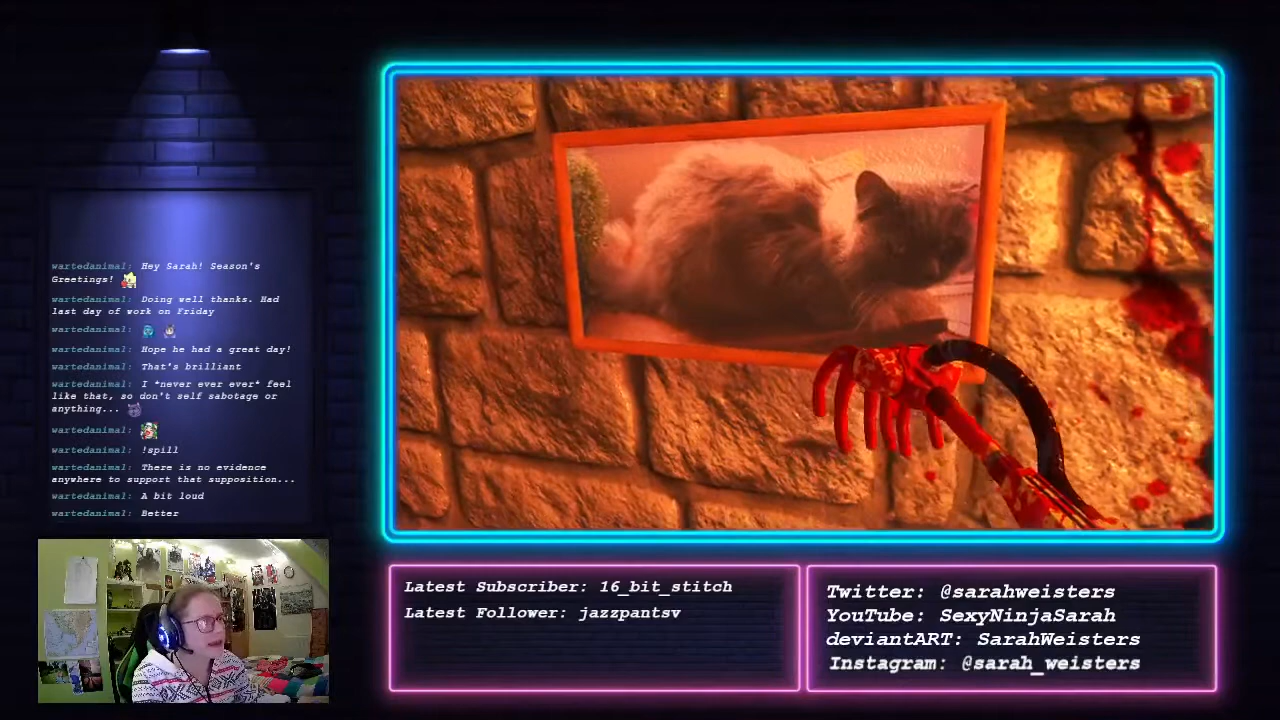 wartedanimal: Hey Sarah! Season's
Greetings!
wartedanimal: Doing well thanks. Had
last day of work on Friday
wartedanimal:
wartedanimal: Hope he had a great day!
wartedanimal: That's brilliant
wartedanimal: I *never ever ever* feel
like that, so don't self sabotage or
anything...
wartedanimal:
wartedanimal: !spill
wartedanimal: There is no evidence
anywhere to support that supposition...
wartedanimal: A bit loud
wartedanimal: Better
Latest Subscriber: 16_bit_stitch
Latest Follower: jazzpantsv
Twitter: @sarahweisters
YouTube: SexyNinjaSarah
deviantART: SarahWeisters
Instagram: @sarah_weisters